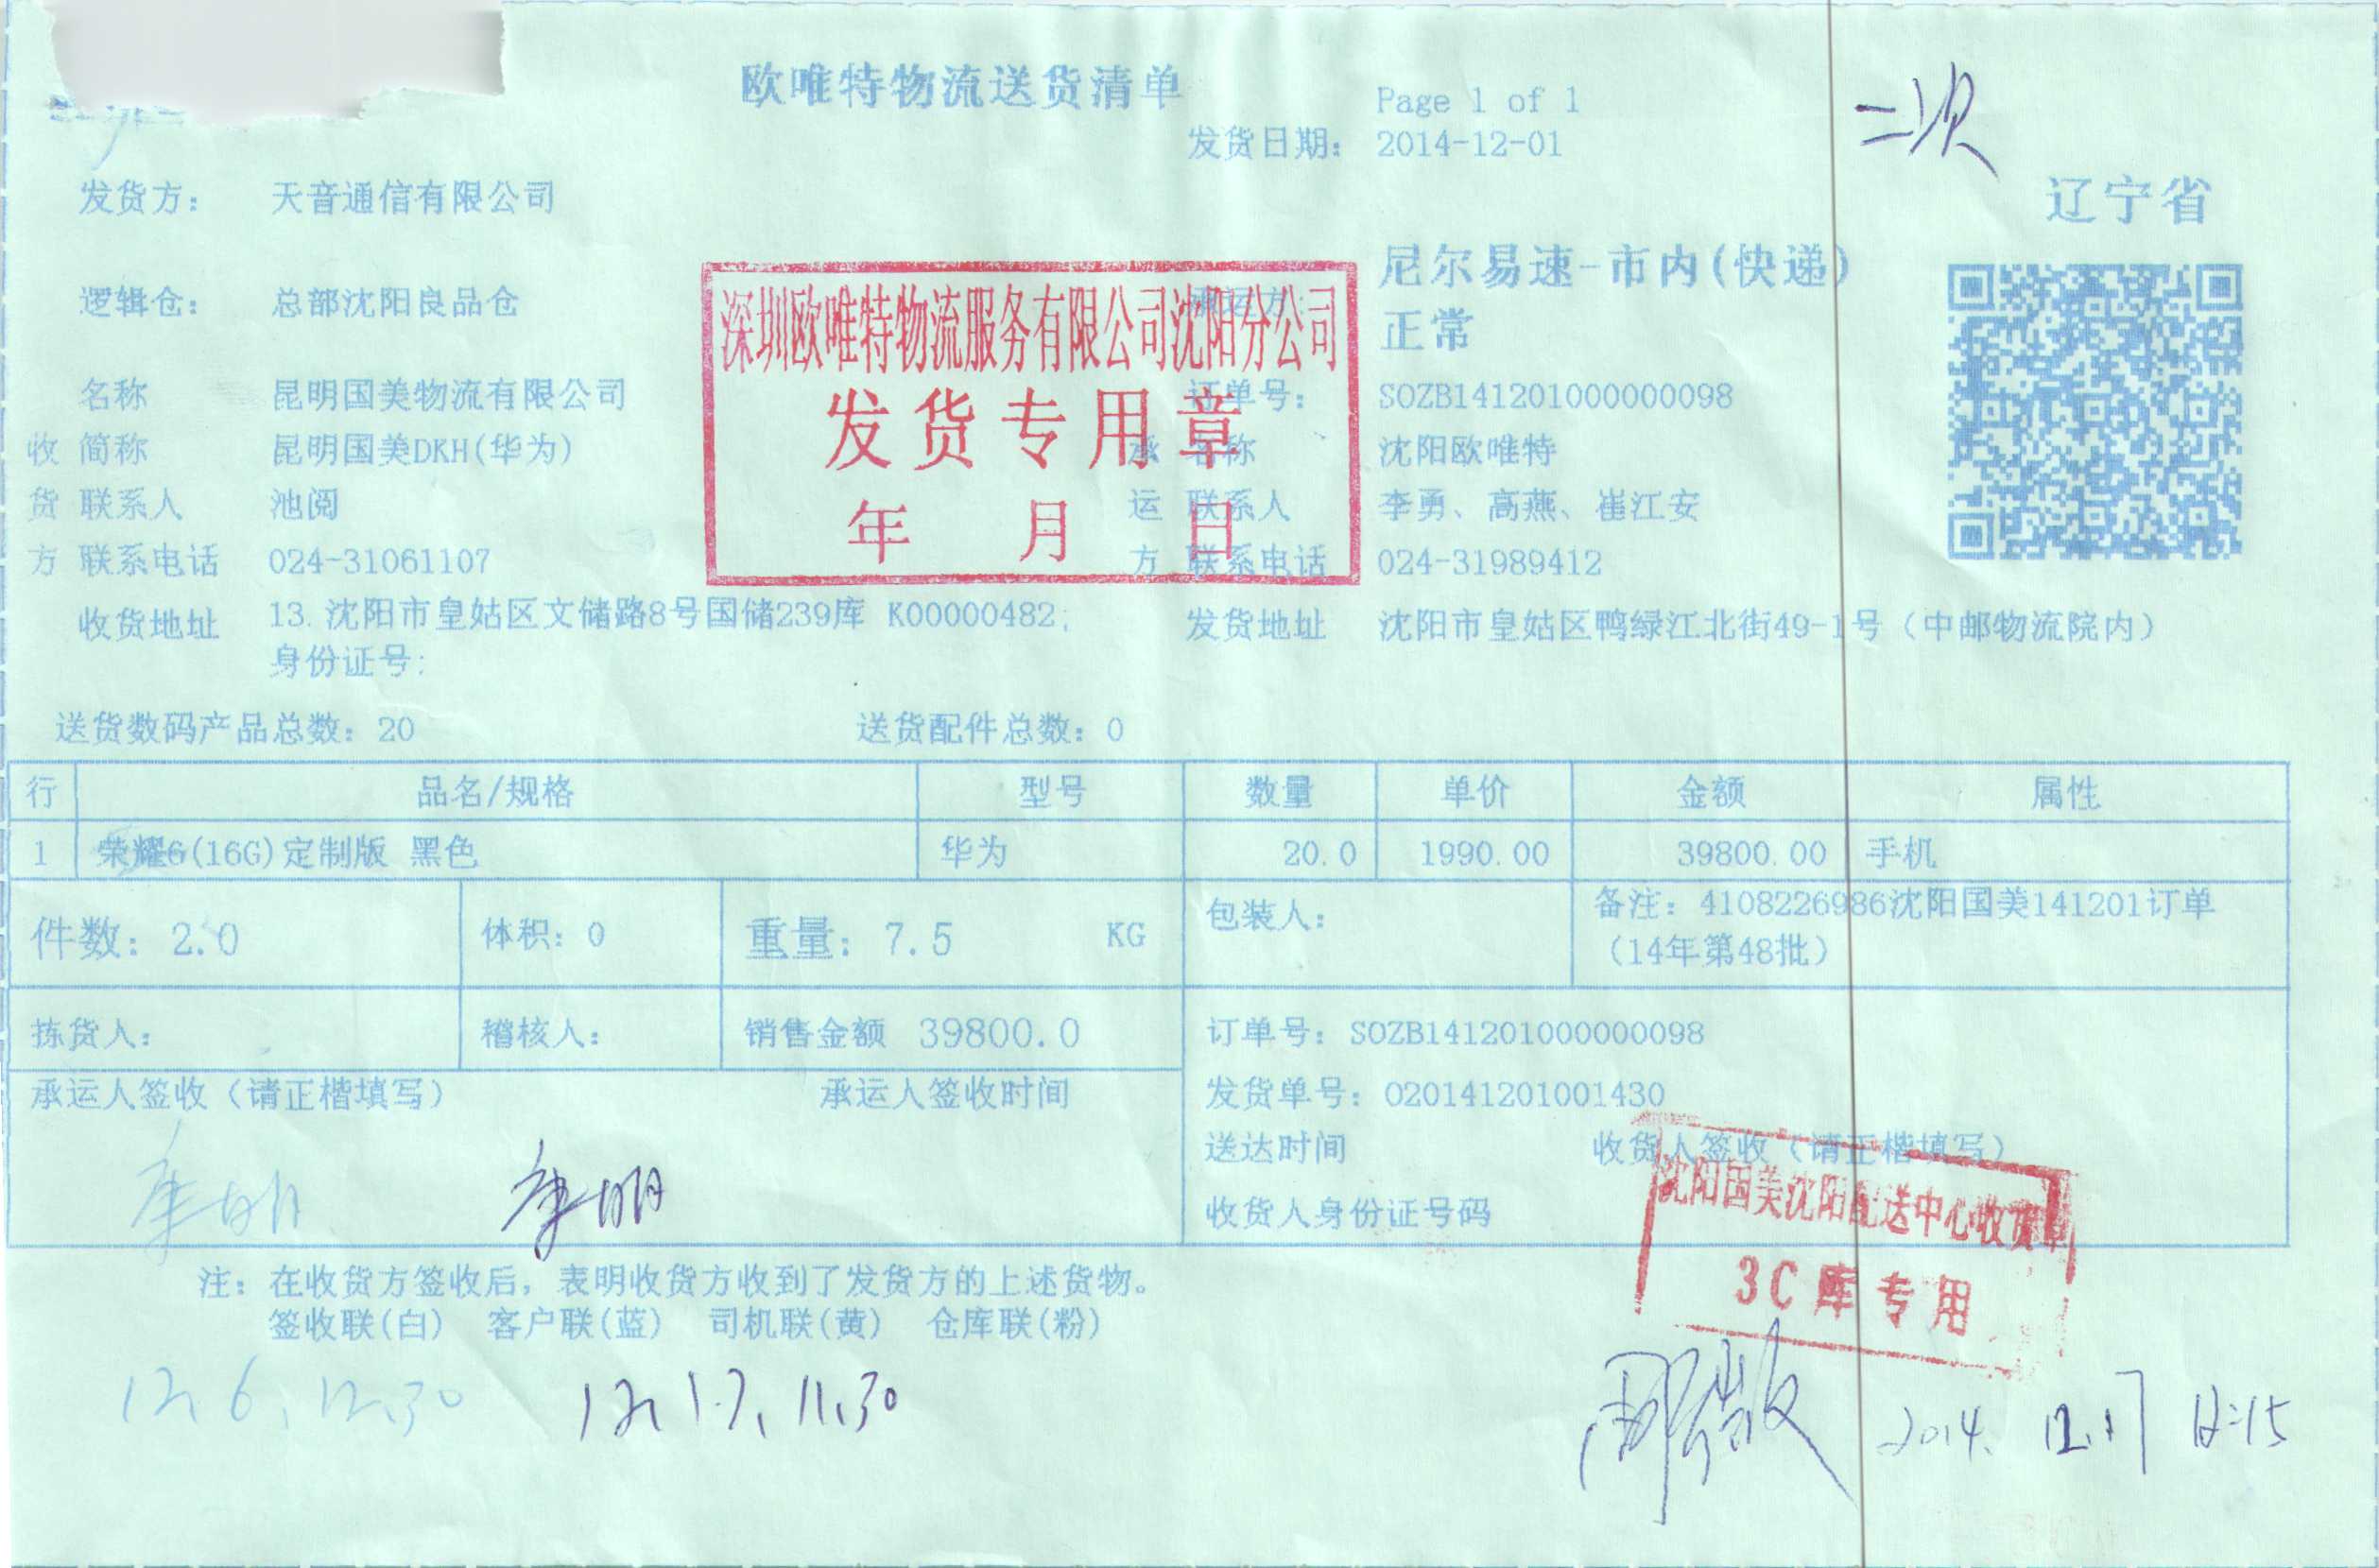 欧唯特物流送货清单
Page 1 of 1
发货日期: 2014-12-01
二次
辽宁省
发货方: 天音通信有限公司
逻辑仓: 总部沈阳良品仓
承运方:
尼尔易速-市内(快递)
正常
深圳欧唯特物流服务有限公司沈阳分公司
发货专用章
年 月 日
名称 昆明国美物流有限公司
订单号: SOZB141201000000098
收 简称 昆明国美DKH(华为)
承 名称 沈阳欧唯特
货 联系人 池阅
运 联系人 李勇、高燕、崔江安
方 联系电话 024-31061107
方 联系电话 024-31989412
收货地址 13.沈阳市皇姑区文储路8号国储239库 K00000482;
身份证号:
发货地址 沈阳市皇姑区鸭绿江北街49-1号（中邮物流院内）
送货数码产品总数: 20 送货配件总数: 0
行 品名/规格 型号 数量 单价 金额 属性
1 荣耀6(16G)定制版 黑色 华为 20.0 1990.00 39800.00 手机
件数: 2.0 体积: 0 重量: 7.5 KG 包装人:
备注: 4108226986沈阳国美141201订单
（14年第48批）
拣货人: 稽核人: 销售金额 39800.0
订单号: SOZB141201000000098
承运人签收（请正楷填写） 承运人签收时间
发货单号: 020141201001430
送达时间 收货人签收（请正楷填写）
收货人身份证号码
沈阳国美沈阳配送中心收货章
3C库专用
注: 在收货方签收后，表明收货方收到了发货方的上述货物。
签收联(白) 客户联(蓝) 司机联(黄) 仓库联(粉)
12.6.12.30 12.17.11.30
2014.12.17 12:15